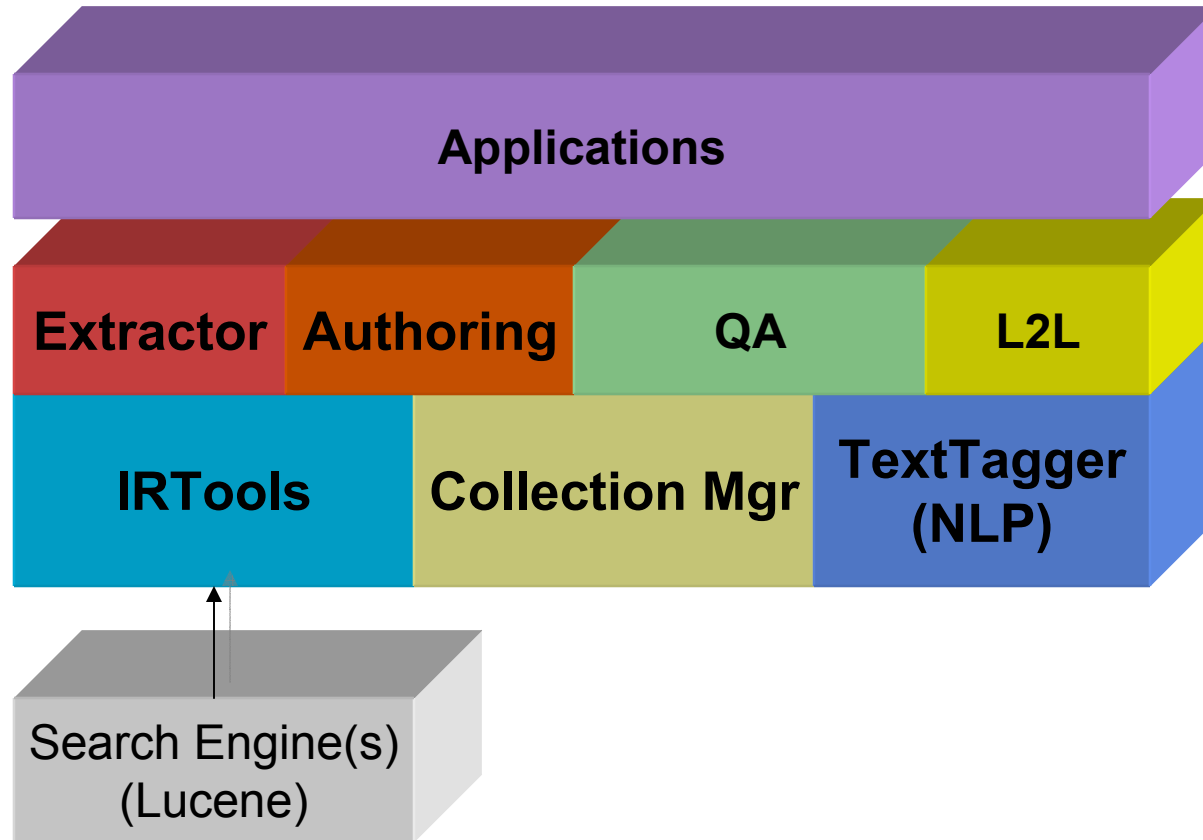 Applications
Extractor
Authoring
QA
L2L
IRTools
Collection Mgr
TextTagger
(NLP)
Search Engine(s)
(Lucene)